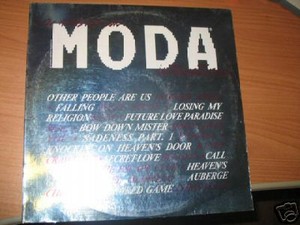 MODA
OTHER PEOPLE ARE US
FALLING LOSING MY
RELIGION FUTURE LOVE PARADISE
BOW DOWN MISTER
SADENESS PART. 1
KNOCKING ON HEAVEN'S DOOR
SECRET LOVE CALL
HEAVEN'S
AUBERGE
GAME